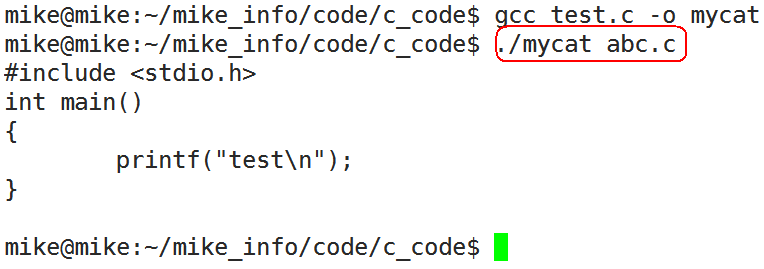 mike@mike:~/mike_info/code/c_code$ gcc test.c -o mycat
mike@mike:~/mike_info/code/c_code$ ./mycat abc.c
#include <stdio.h>
int main()
{
        printf("test\n");
}

mike@mike:~/mike_info/code/c_code$